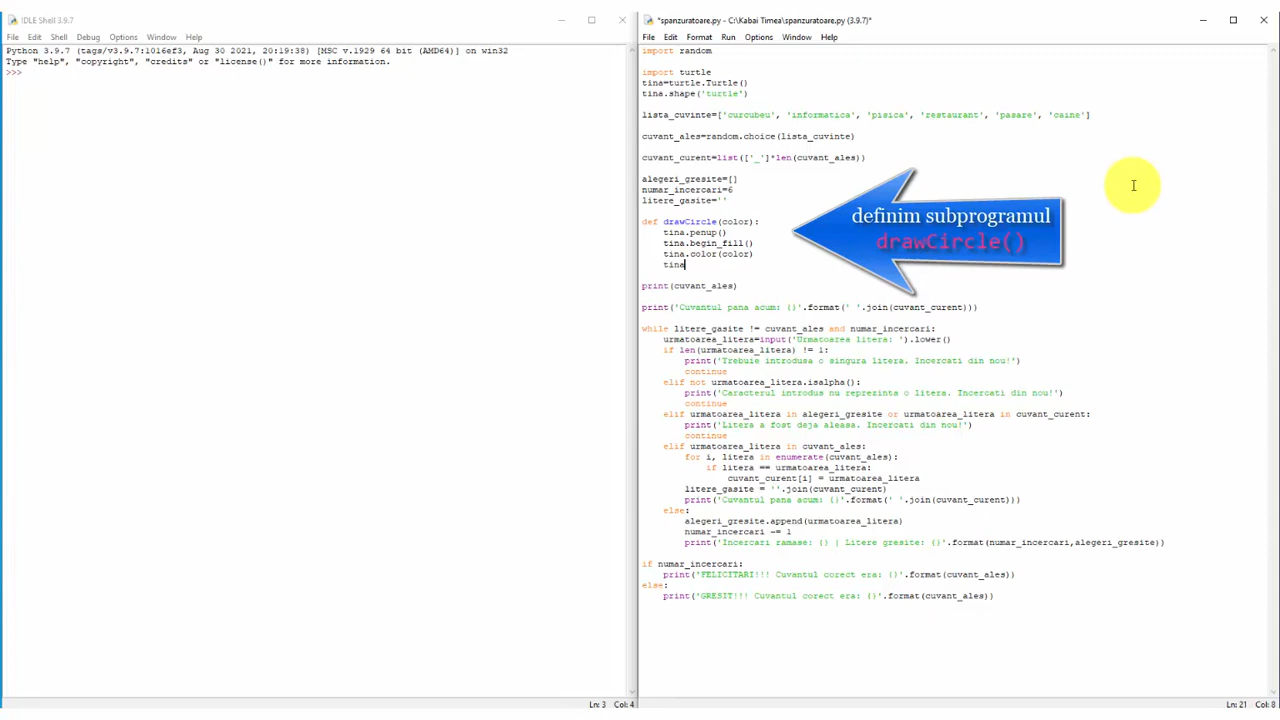 IDLE Shell 3.9.7
File Edit Shell Debug Options Window Help
Python 3.9.7 (tags/v3.9.7:1016ef3, Aug 30 2021, 20:19:38) [MSC v.1929 64 bit (AMD64)] on win32
Type "help", "copyright", "credits" or "license()" for more information.
>>>
Ln: 3 Col: 4
*spanzuratoare.py - C:\Kabai Timea\spanzuratoare.py (3.9.7)*
File Edit Format Run Options Window Help
import random
import turtle
tina=turtle.Turtle()
tina.shape('turtle')
lista_cuvinte=['curcubeu', 'informatica', 'pisica', 'restaurant', 'pasare', 'caine']
cuvant_ales=random.choice(lista_cuvinte)
cuvant_curent=list(['_']*len(cuvant_ales))
alegeri_gresite=[]
numar_incercari=6
litere_gasite=''
def drawCircle(color):
    tina.penup()
    tina.begin_fill()
    tina.color(color)
    tina
definim subprogramul
drawCircle()
print(cuvant_ales)
print('Cuvantul pana acum: {}'.format(' '.join(cuvant_curent)))
while litere_gasite != cuvant_ales and numar_incercari:
    urmatoarea_litera=input('Urmatoarea litera: ').lower()
    if len(urmatoarea_litera) != 1:
        print('Trebuie introdusa o singura litera. Incercati din nou!')
        continue
    elif not urmatoarea_litera.isalpha():
        print('Caracterul introdus nu reprezinta o litera. Incercati din nou!')
        continue
    elif urmatoarea_litera in alegeri_gresite or urmatoarea_litera in cuvant_curent:
        print('Litera a fost deja aleasa. Incercati din nou!')
        continue
    elif urmatoarea_litera in cuvant_ales:
        for i, litera in enumerate(cuvant_ales):
            if litera == urmatoarea_litera:
                cuvant_curent[i] = urmatoarea_litera
        litere_gasite = ''.join(cuvant_curent)
        print('Cuvantul pana acum: {}'.format(' '.join(cuvant_curent)))
    else:
        alegeri_gresite.append(urmatoarea_litera)
        numar_incercari -= 1
        print('Incercari ramase: {} | Litere gresite: {}'.format(numar_incercari,alegeri_gresite))
if numar_incercari:
    print('FELICITARI!!! Cuvantul corect era: {}'.format(cuvant_ales))
else:
    print('GRESIT!!! Cuvantul corect era: {}'.format(cuvant_ales))
Ln: 21 Col: 8